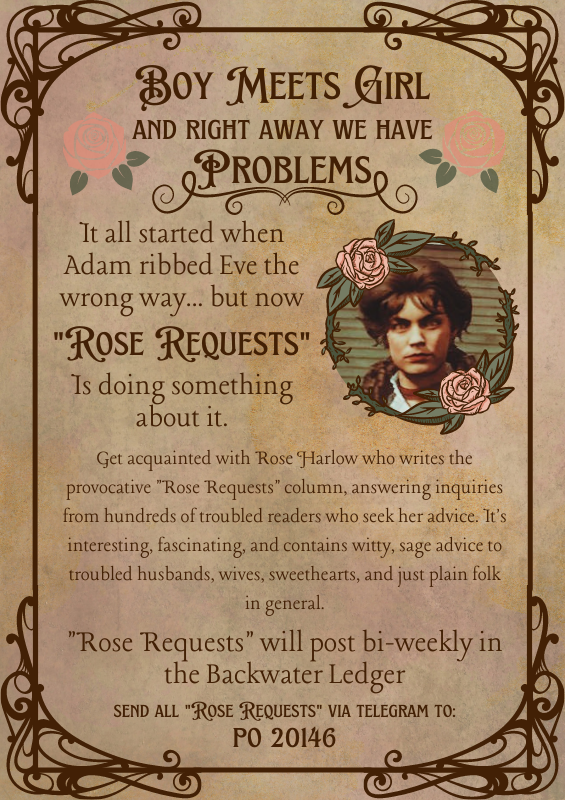 Boy Meets Girl
and right away we have
Problems
It all started when
Adam ribbed Eve the
wrong way... but now
"Rose Requests"
Is doing something
about it.
Get acquainted with Rose Harlow who writes the
provocative "Rose Requests" column, answering inquiries
from hundreds of troubled readers who seek her advice. It's
interesting, fascinating, and contains witty, sage advice to
troubled husbands, wives, sweethearts, and just plain folk
in general.
"Rose Requests" will post bi-weekly in
the Backwater Ledger
send all "Rose Requests" via telegram to:
PO 20146